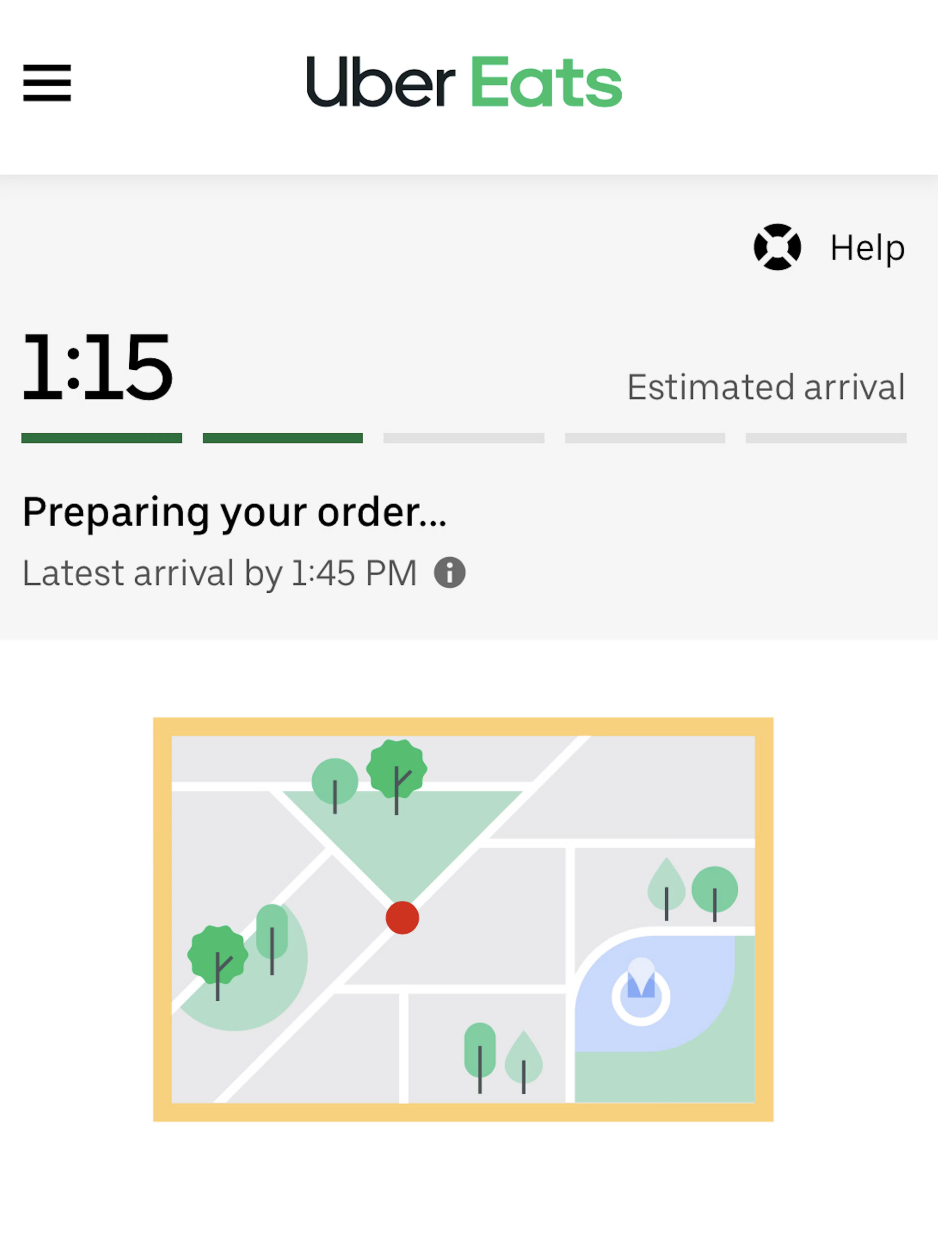 Uber Eats
Help
1:15
Estimated arrival
Preparing your order...
Latest arrival by 1:45 PM